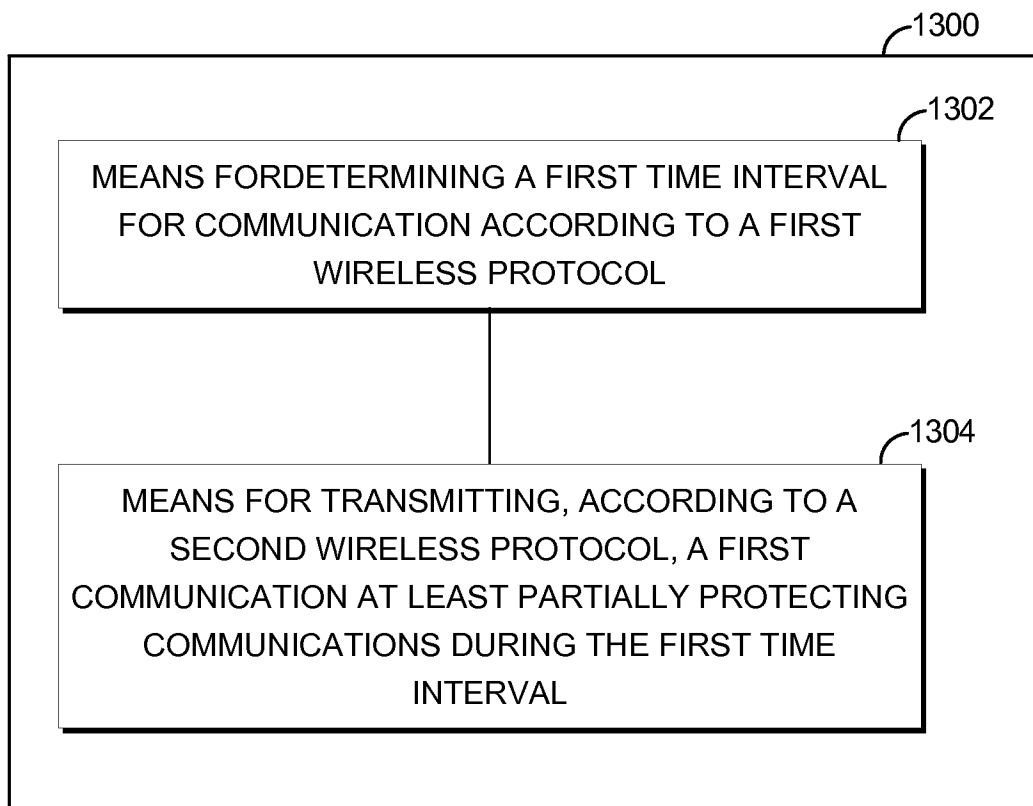 1300
1302
MEANS FORDETERMINING A FIRST TIME INTERVAL
FOR COMMUNICATION ACCORDING TO A FIRST
WIRELESS PROTOCOL
1304
MEANS FOR TRANSMITTING, ACCORDING TO A
SECOND WIRELESS PROTOCOL, A FIRST
COMMUNICATION AT LEAST PARTIALLY PROTECTING
COMMUNICATIONS DURING THE FIRST TIME
INTERVAL